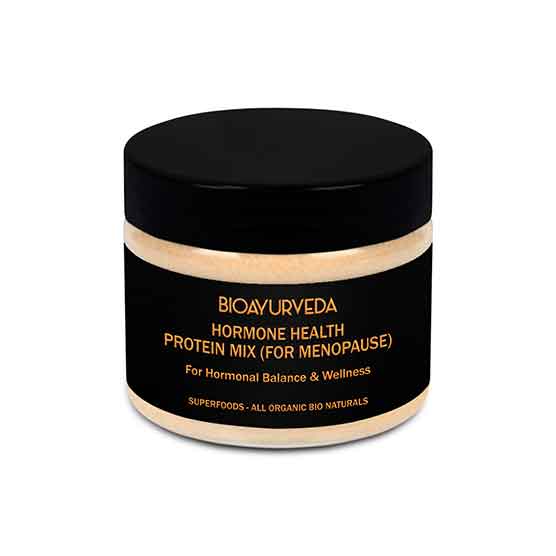 BIOAYURVEDA
HORMONE HEALTH
PROTEIN MIX (FOR MENOPAUSE)
For Hormonal Balance & Wellness
SUPERFOODS - ALL ORGANIC BIO NATURALS